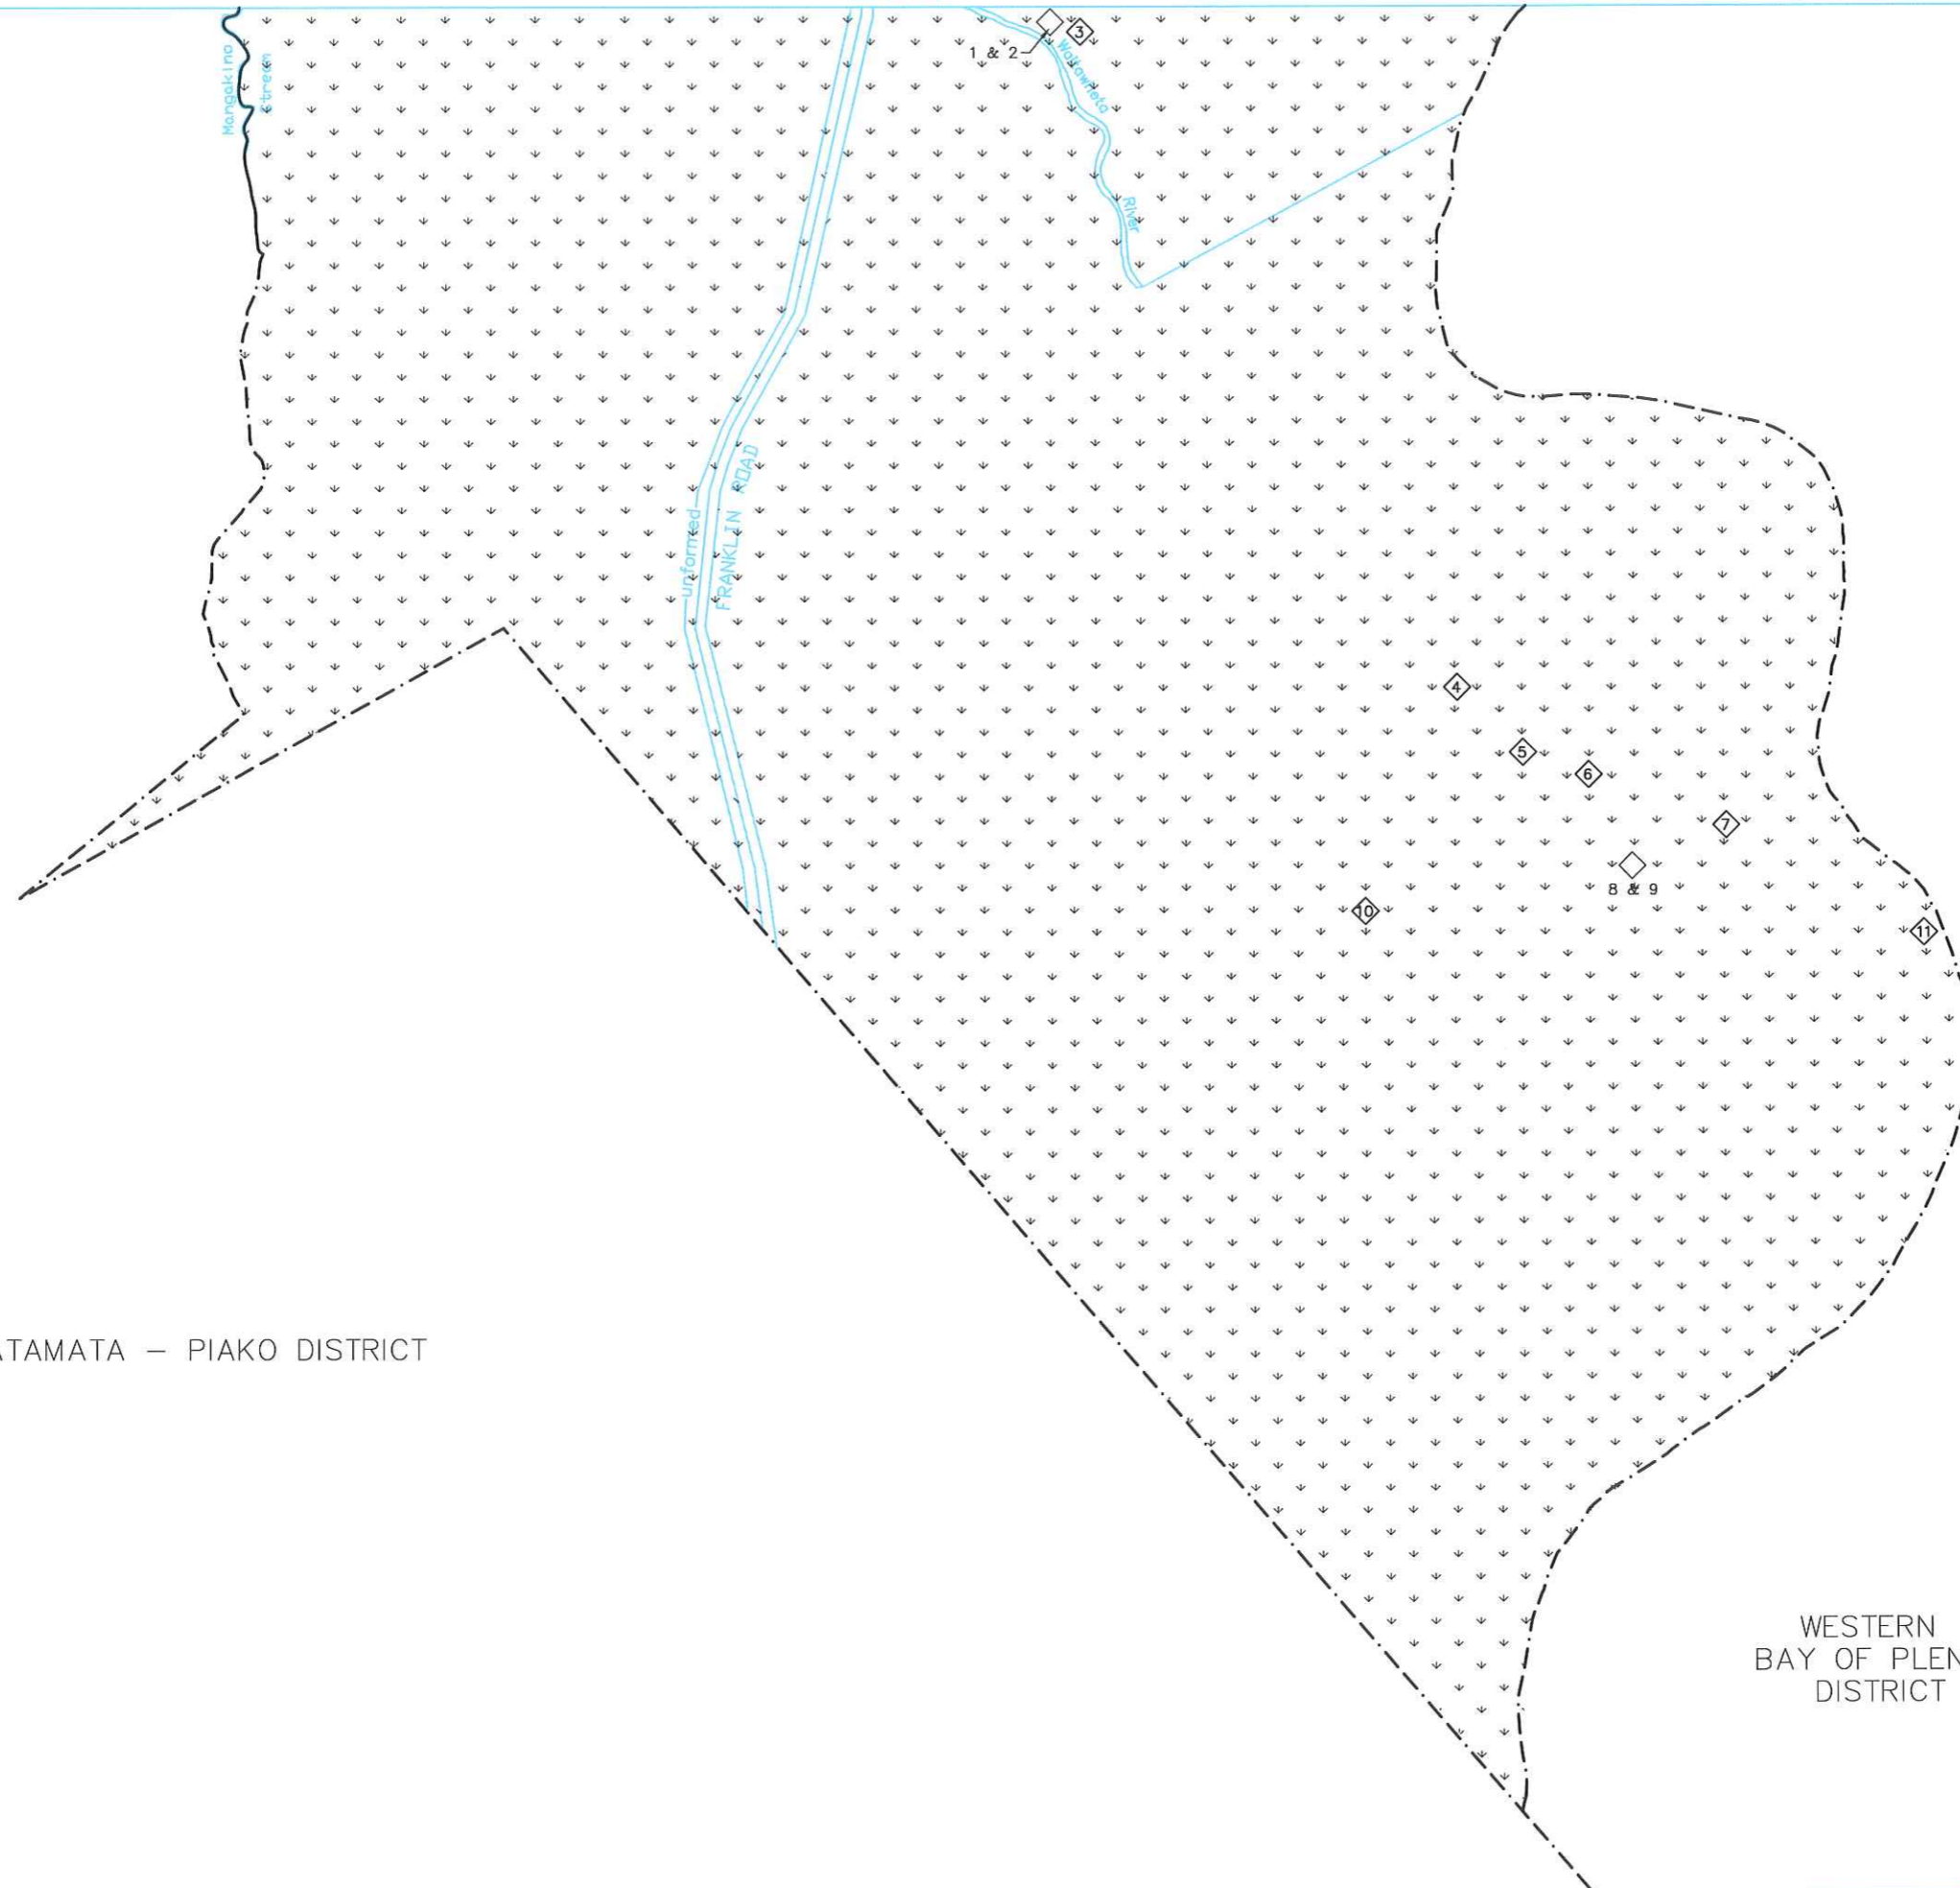 Mangakino
Stream
1 & 2
3
Waitawheta
River
unformed
FRANKLIN ROAD
4
5
6
7
8 & 9
10
11
ATAMATA – PIAKO DISTRICT
WESTERN
BAY OF PLEN
DISTRICT